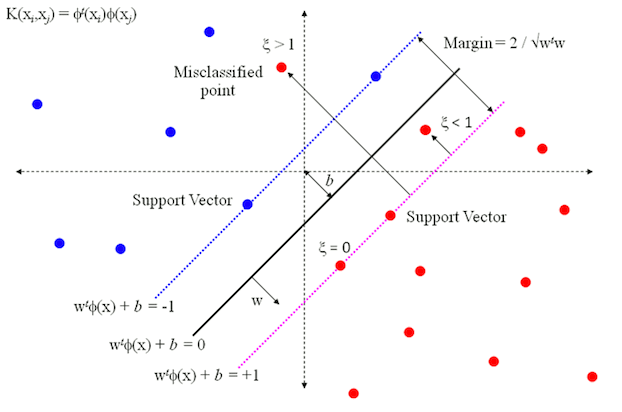 K(xᵢ,xⱼ) = ϕᵗ(xᵢ)ϕ(xⱼ)
ξ > 1
Margin = 2 / √wᵗw
Misclassified
point
ξ < 1
b
Support Vector
Support Vector
ξ = 0
w
wᵗϕ(x) + b = -1
wᵗϕ(x) + b = 0
wᵗϕ(x) + b = +1